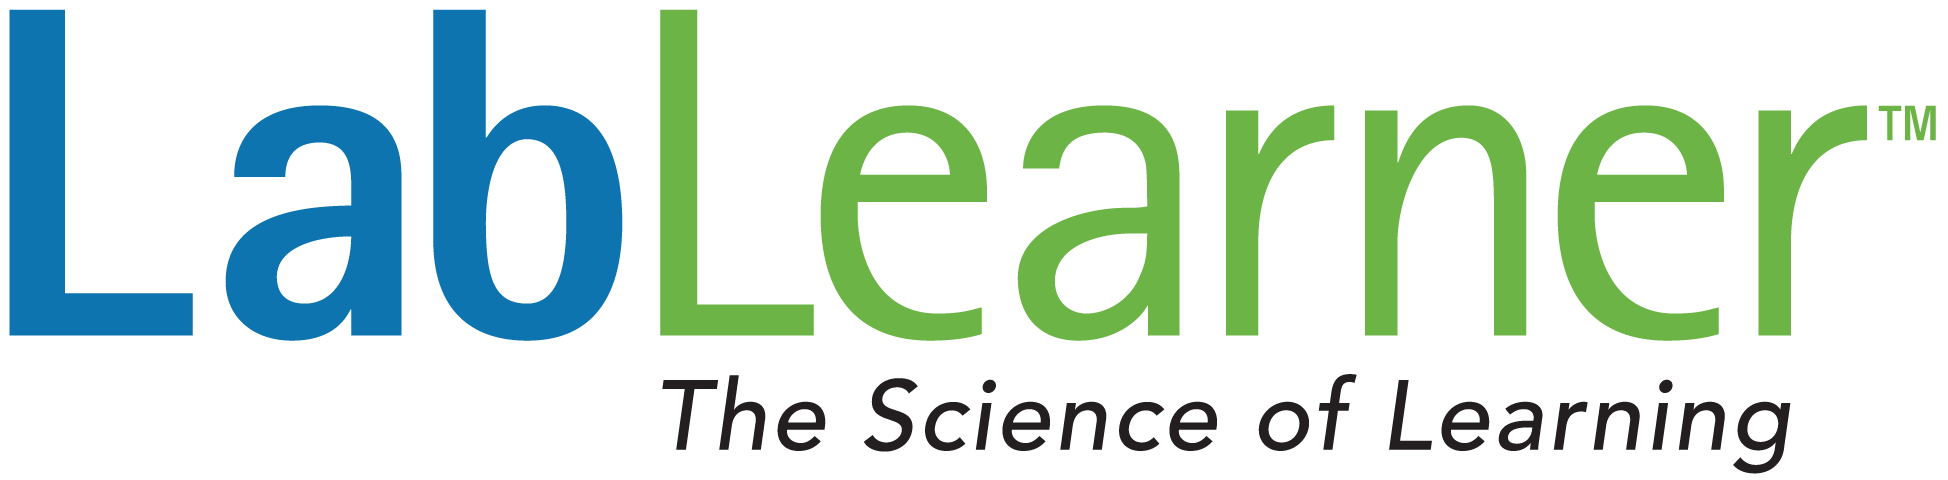 LabLearner™
The Science of Learning